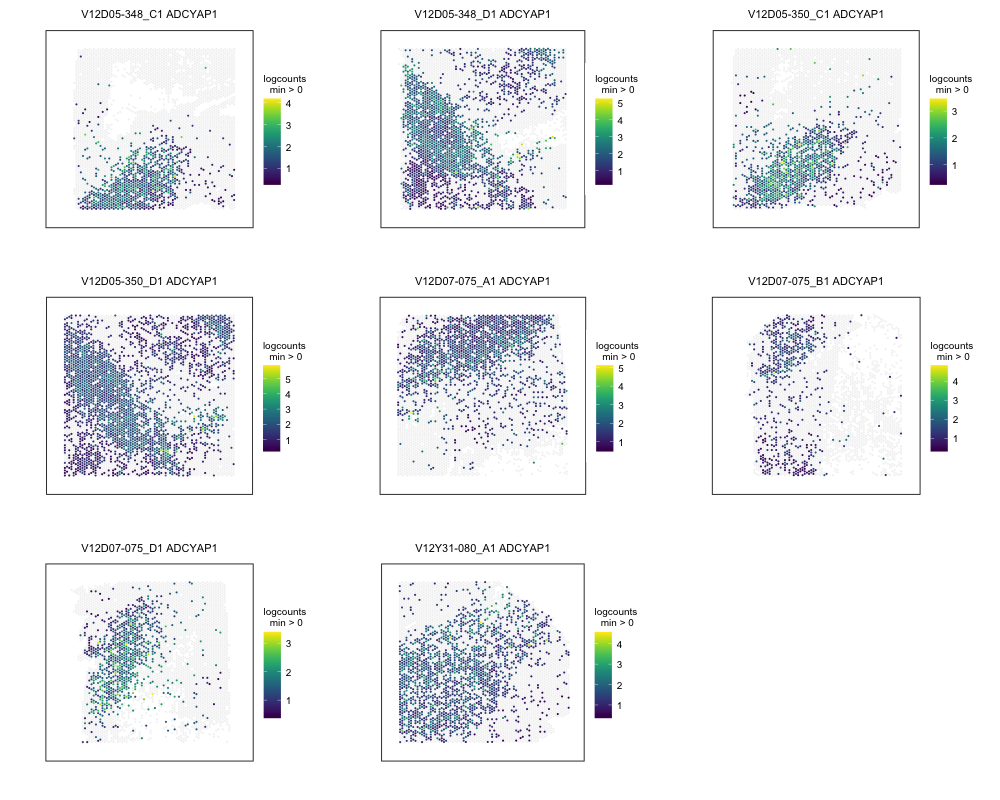 V12D05-348_C1 ADCYAP1
logcounts
min > 0
4
3
2
1
V12D05-348_D1 ADCYAP1
logcounts
min > 0
5
4
3
2
1
V12D05-350_C1 ADCYAP1
logcounts
min > 0
3
2
1
V12D05-350_D1 ADCYAP1
logcounts
min > 0
5
4
3
2
1
V12D07-075_A1 ADCYAP1
logcounts
min > 0
5
4
3
2
1
V12D07-075_B1 ADCYAP1
logcounts
min > 0
4
3
2
1
V12D07-075_D1 ADCYAP1
logcounts
min > 0
3
2
1
V12Y31-080_A1 ADCYAP1
logcounts
min > 0
4
3
2
1